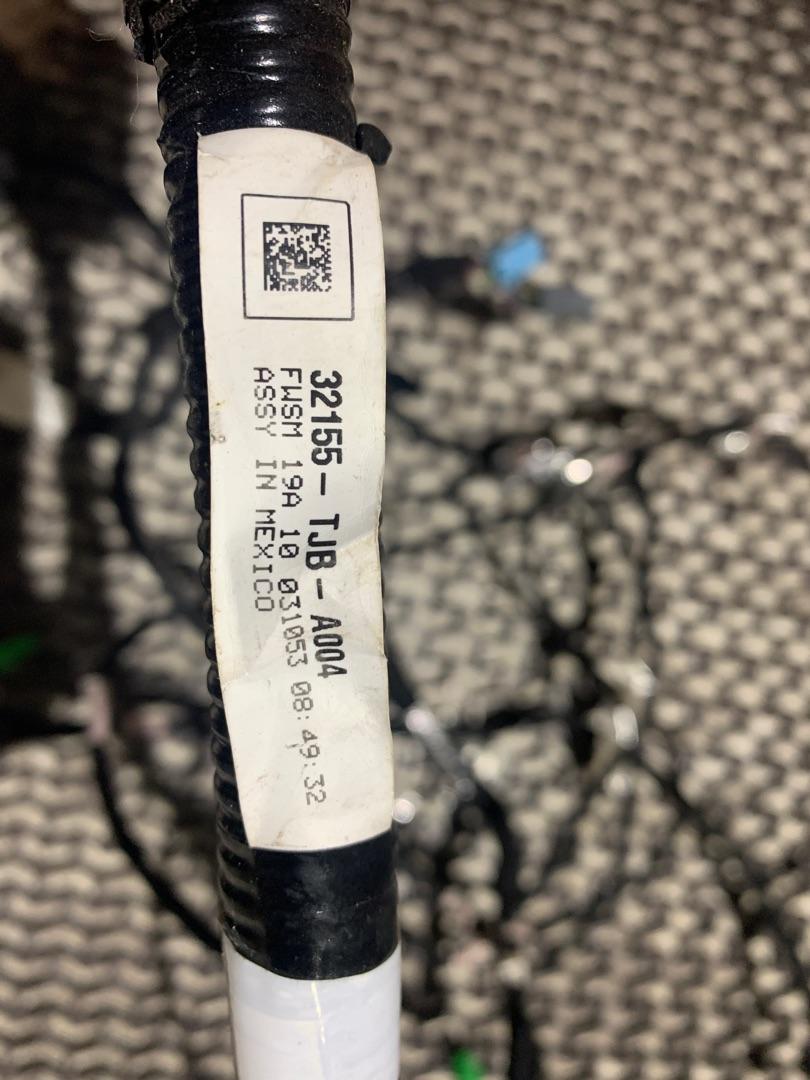 32155-TJB-A004
FWSM 19A 10 031053 08:49:32
ASSY IN MEXICO